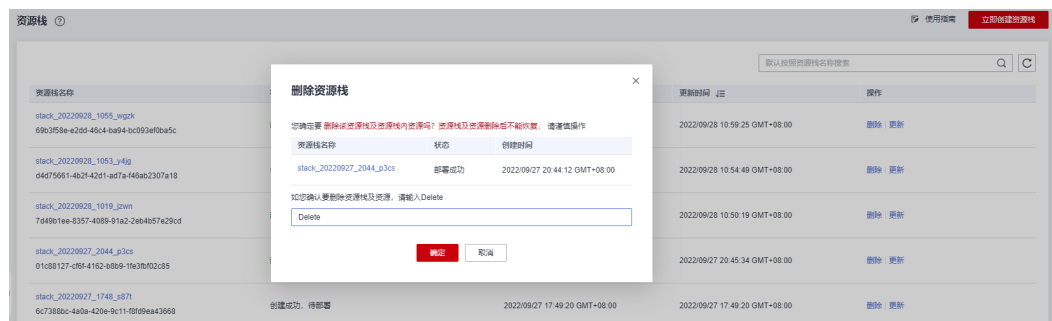 资源栈
使用指南
立即创建资源栈
默认按照资源栈名称搜索
资源栈名称
更新时间
操作
stack_20220928_1055_wgzk
69b3f58e-e2dd-46c4-ba94-bc093ef0ba5c
2022/09/28 10:59:25 GMT+08:00
删除 更新
stack_20220928_1053_y4jg
d4d75661-4b2f-42d1-ad7a-f46ab2307a18
2022/09/28 10:54:49 GMT+08:00
删除 更新
stack_20220928_1019_jzwn
7d49b1ee-8357-4089-91a2-2eb4b57e29cd
2022/09/28 10:50:19 GMT+08:00
删除 更新
stack_20220927_2044_p3cs
01c88127-cf6f-4162-b8b9-1fe3fbf02c85
2022/09/27 20:45:34 GMT+08:00
删除 更新
stack_20220927_1748_s87t
6c7388bc-4a0a-420e-9c11-f8fd9ea43668
创建成功，待部署
2022/09/27 17:49:20 GMT+08:00
2022/09/27 17:49:20 GMT+08:00
删除 更新
删除资源栈
您确定要 删除该资源栈及资源栈内资源吗？资源栈及资源删除后不能恢复， 请谨慎操作
资源栈名称 状态 创建时间
stack_20220927_2044_p3cs 部署成功 2022/09/27 20:44:12 GMT+08:00
如您确认要删除资源栈及资源，请输入Delete
Delete
确定 取消